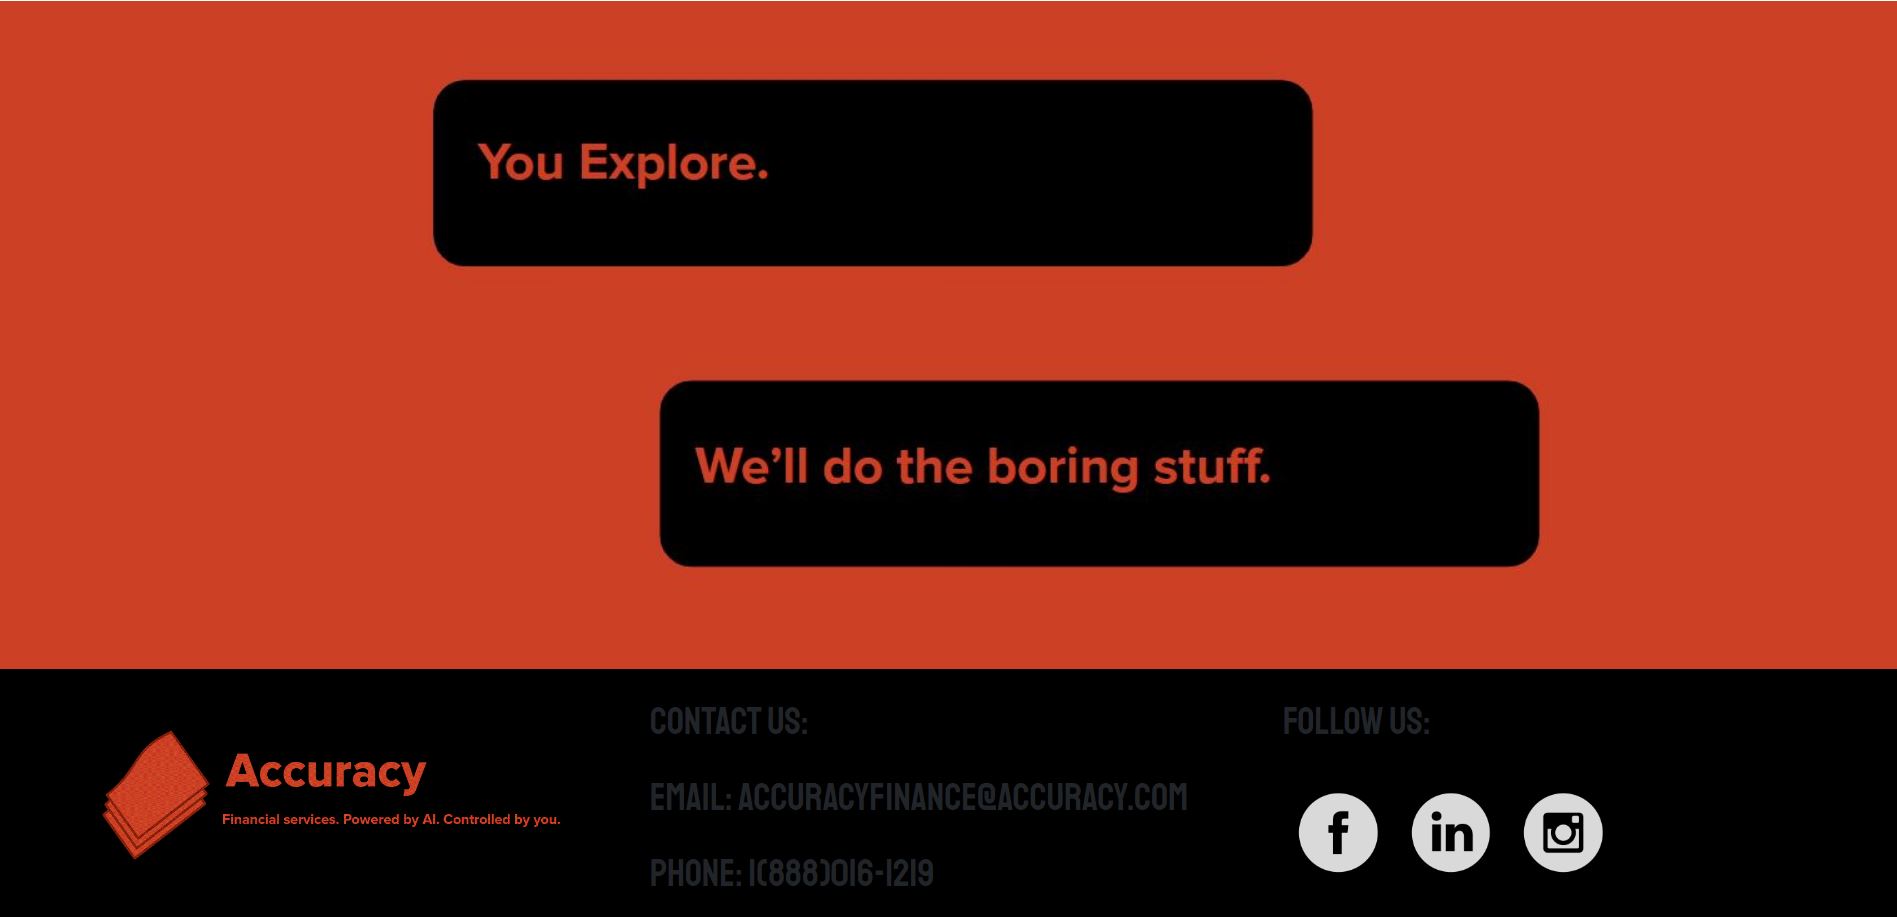 You Explore.
We’ll do the boring stuff.
Accuracy
Financial services. Powered by AI. Controlled by you.
CONTACT US:
EMAIL: ACCURACYFINANCE@ACCURACY.COM
PHONE: 1(888)016-1219
FOLLOW US:
f
in